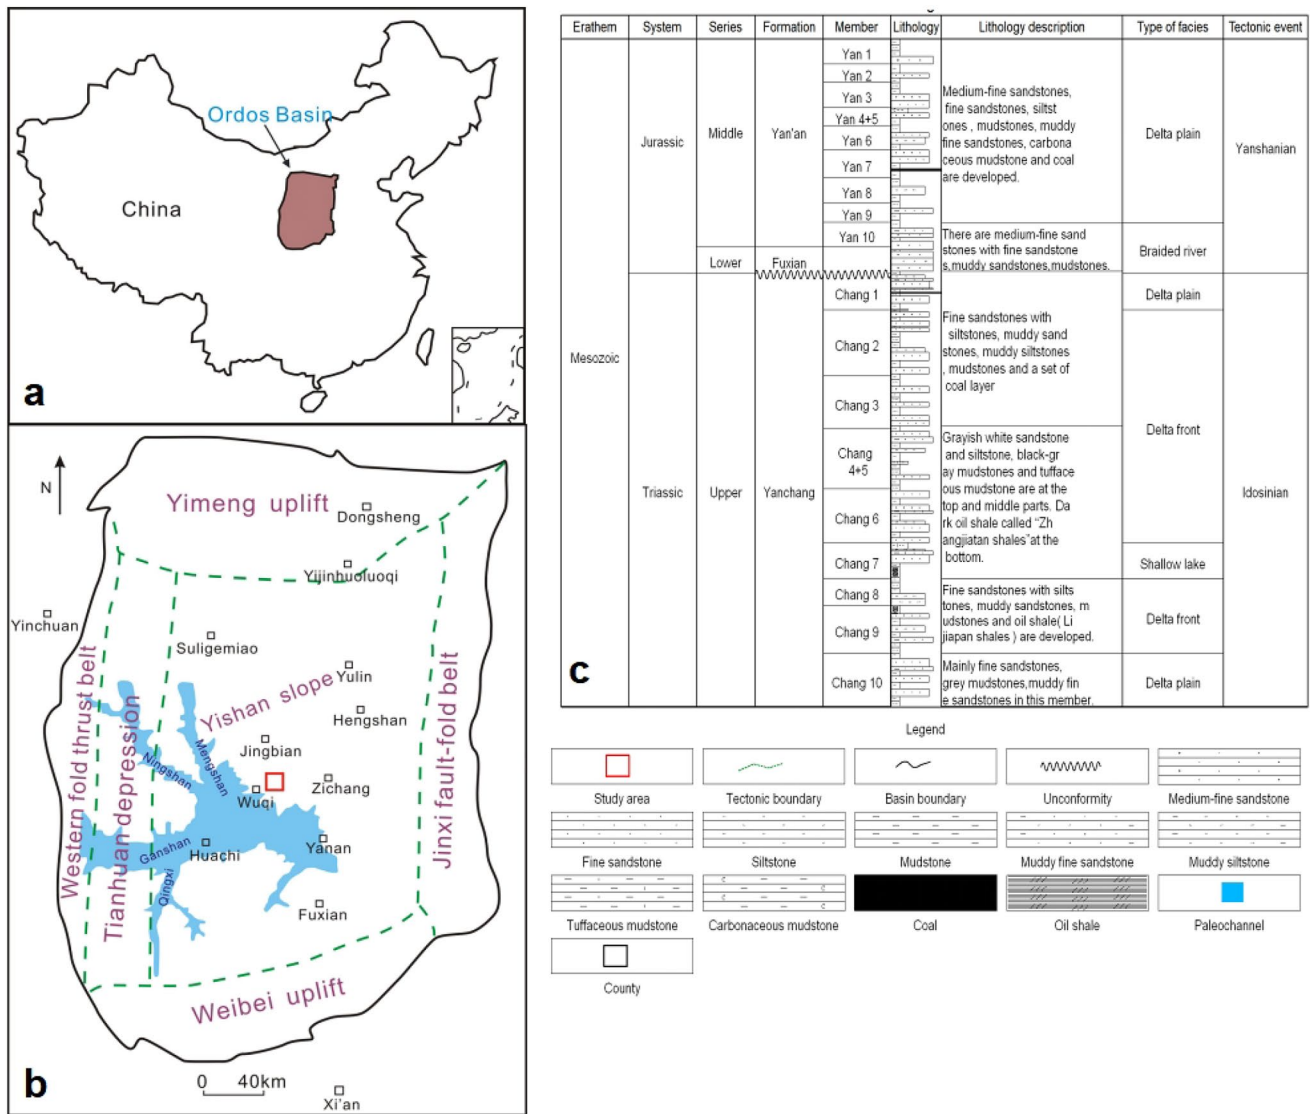 Ordos Basin
China
a
N
Yimeng uplift
Dongsheng
Yijinhuoluoqi
Yinchuan
Suligemiao
Western fold thrust belt
Tianhuan depression
Yishan slope
Yulin
Hengshan
Jinxi fault-fold belt
Jingbian
Mengshan
Ningshan
Wuqi
Zichang
Ganshan
Huachi
Yanan
Qingxi
Fuxian
Weibei uplift
b
0 40km
Xi'an
c
Erathem System Series Formation Member Lithology Lithology description Type of facies Tectonic event
Mesozoic
Jurassic
Triassic
Middle
Lower
Upper
Yan'an
Fuxian
Yanchang
Yan 1
Yan 2
Yan 3
Yan 4+5
Yan 6
Yan 7
Yan 8
Yan 9
Yan 10
Chang 1
Chang 2
Chang 3
Chang
4+5
Chang 6
Chang 7
Chang 8
Chang 9
Chang 10
Medium-fine sandstones,
fine sandstones, siltst
ones , mudstones, muddy
fine sandstones, carbona
ceous mudstone and coal
are developed.
There are medium-fine sand
stones with fine sandstone
s,muddy sandstones,mudstones.
Fine sandstones with
siltstones, muddy sand
stones, muddy siltstones
, mudstones and a set of
coal layer
Grayish white sandstone
and siltstone, black-gr
ay mudstones and tufface
ous mudstone are at the
top and middle parts. Da
rk oil shale called "Zh
angjiatan shales"at the
bottom.
Fine sandstones with silts
tones, muddy sandstones, m
udstones and oil shale( Li
jiapan shales ) are developed.
Mainly fine sandstones,
grey mudstones,muddy fin
e sandstones in this member.
Delta plain
Braided river
Delta plain
Delta front
Shallow lake
Delta front
Delta plain
Yanshanian
Idosinian
Legend
Study area
Tectonic boundary
Basin boundary
Unconformity
Medium-fine sandstone
Fine sandstone
Siltstone
Mudstone
Muddy fine sandstone
Muddy siltstone
Tuffaceous mudstone
Carbonaceous mudstone
Coal
Oil shale
Paleochannel
County